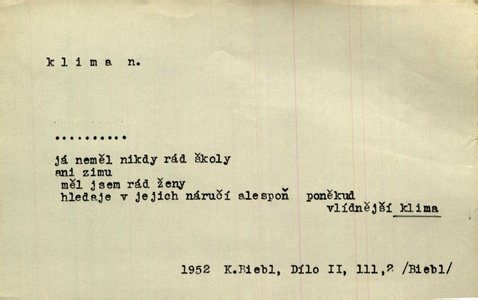 klima n.
..........
já neměl nikdy rád školy
ani zimu
měl jsem rád ženy
hledaje v jejich náručí alespoň poněkud
vlídnější klima
1952 K.Biebl, Dílo II, 111,2 /Biebl/